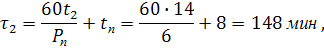 τ₂ = 60t₂/Pₙ + tₙ = 60·14/6 + 8 = 148 мин ,